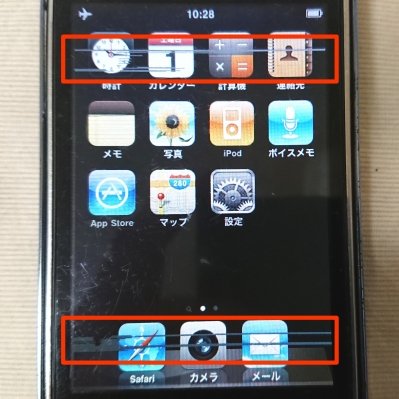 10:28
土曜日
1
時計 カレンダー 計算機 連絡先
280
メモ 写真 iPod ボイスメモ
App Store マップ 設定
Safari カメラ メール